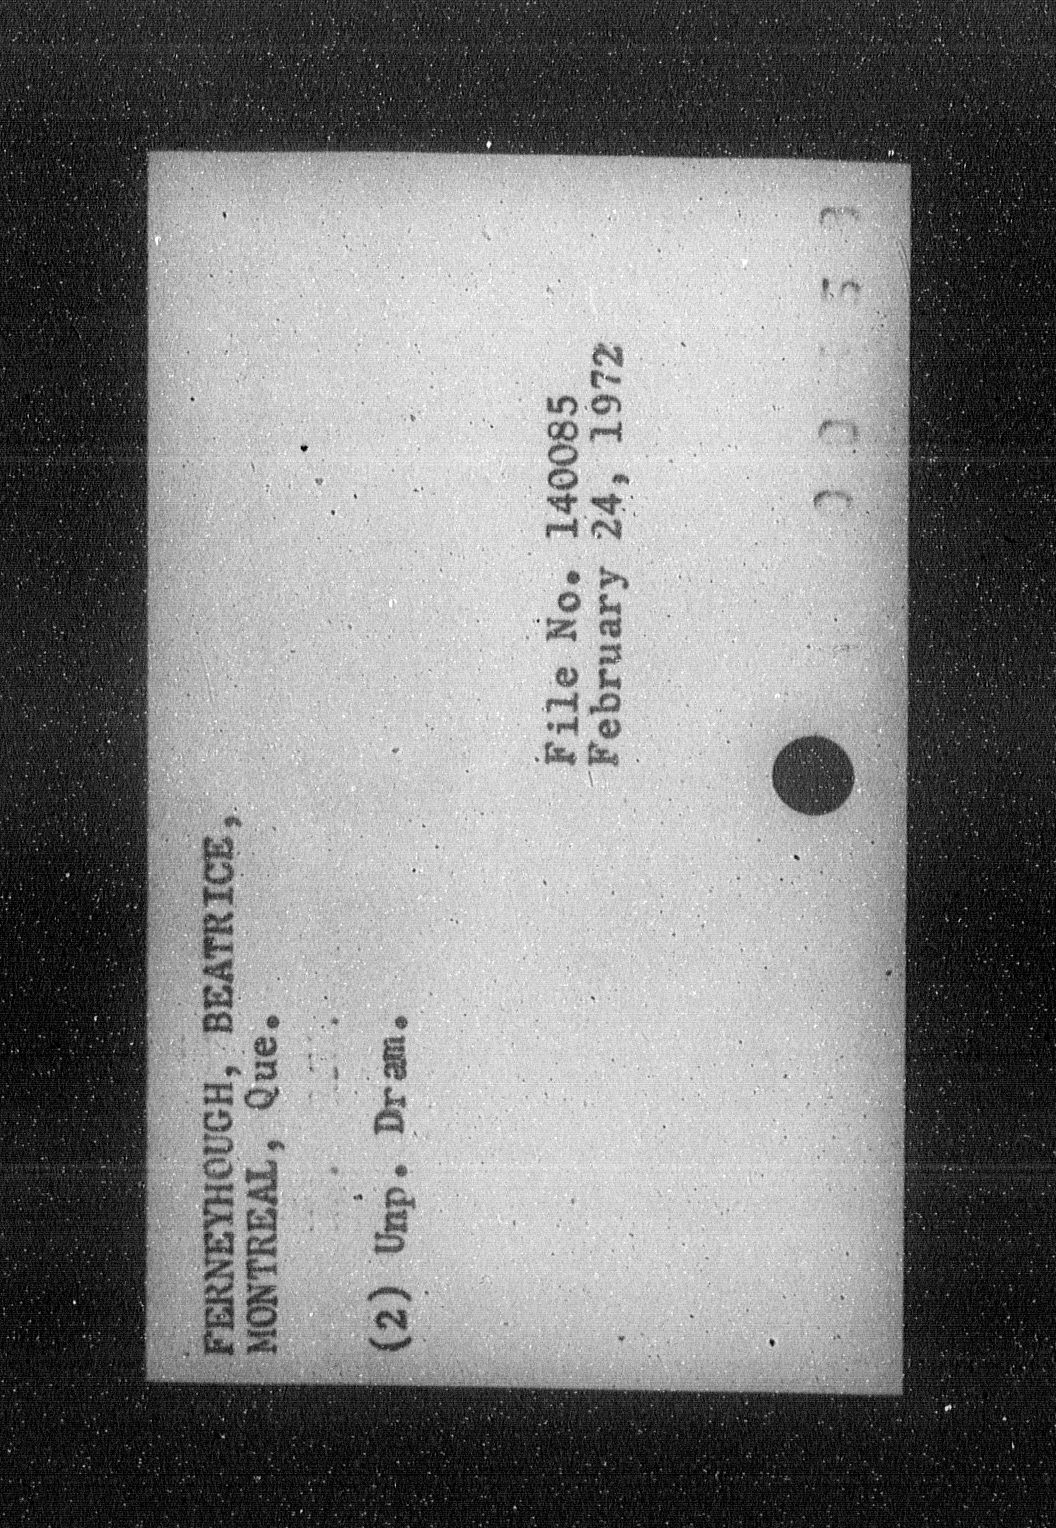 FERNEYHOUGH, BEATRICE,
MONTREAL, Que.
(2) Unp. Dram.
File No. 140085
February 24, 1972